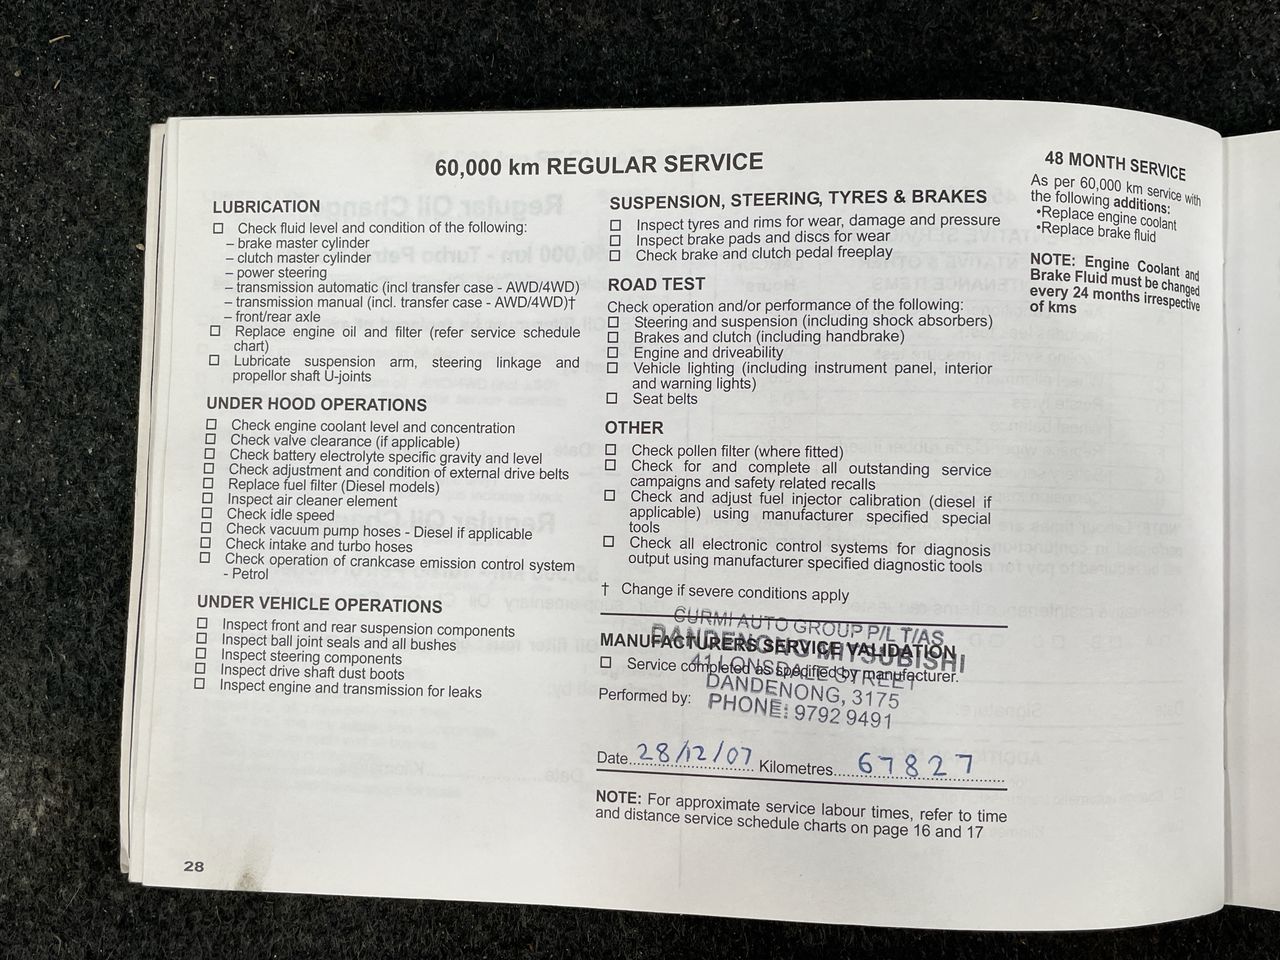 60,000 km REGULAR SERVICE
LUBRICATION
Check fluid level and condition of the following:
– brake master cylinder
– clutch master cylinder
– power steering
– transmission automatic (incl transfer case - AWD/4WD)
– transmission manual (incl. transfer case - AWD/4WD)†
– front/rear axle
Replace engine oil and filter (refer service schedule
chart)
Lubricate suspension arm, steering linkage and
propellor shaft U-joints
UNDER HOOD OPERATIONS
Check engine coolant level and concentration
Check valve clearance (if applicable)
Check battery electrolyte specific gravity and level
Check adjustment and condition of external drive belts
Replace fuel filter (Diesel models)
Inspect air cleaner element
Check idle speed
Check vacuum pump hoses - Diesel if applicable
Check intake and turbo hoses
Check operation of crankcase emission control system
- Petrol
UNDER VEHICLE OPERATIONS
Inspect front and rear suspension components
Inspect ball joint seals and all bushes
Inspect steering components
Inspect drive shaft dust boots
Inspect engine and transmission for leaks
28
SUSPENSION, STEERING, TYRES & BRAKES
Inspect tyres and rims for wear, damage and pressure
Inspect brake pads and discs for wear
Check brake and clutch pedal freeplay
ROAD TEST
Check operation and/or performance of the following:
Steering and suspension (including shock absorbers)
Brakes and clutch (including handbrake)
Engine and driveability
Vehicle lighting (including instrument panel, interior
and warning lights)
Seat belts
OTHER
Check pollen filter (where fitted)
Check for and complete all outstanding service
campaigns and safety related recalls
Check and adjust fuel injector calibration (diesel if
applicable) using manufacturer specified special
tools
Check all electronic control systems for diagnosis
output using manufacturer specified diagnostic tools
† Change if severe conditions apply
CURMI AUTO GROUP P/L T/AS
DANDENONG MITSUBISHI
41 LONSDALE STREET
DANDENONG, 3175
PHONE: 9792 9491
MANUFACTURERS SERVICE VALIDATION
Service completed as specified by manufacturer.
Performed by:
Date 28/12/07 Kilometres 67827
NOTE: For approximate service labour times, refer to time
and distance service schedule charts on page 16 and 17
48 MONTH SERVICE
As per 60,000 km service with
the following additions:
•Replace engine coolant
•Replace brake fluid
NOTE: Engine Coolant and
Brake Fluid must be changed
every 24 months irrespective
of kms